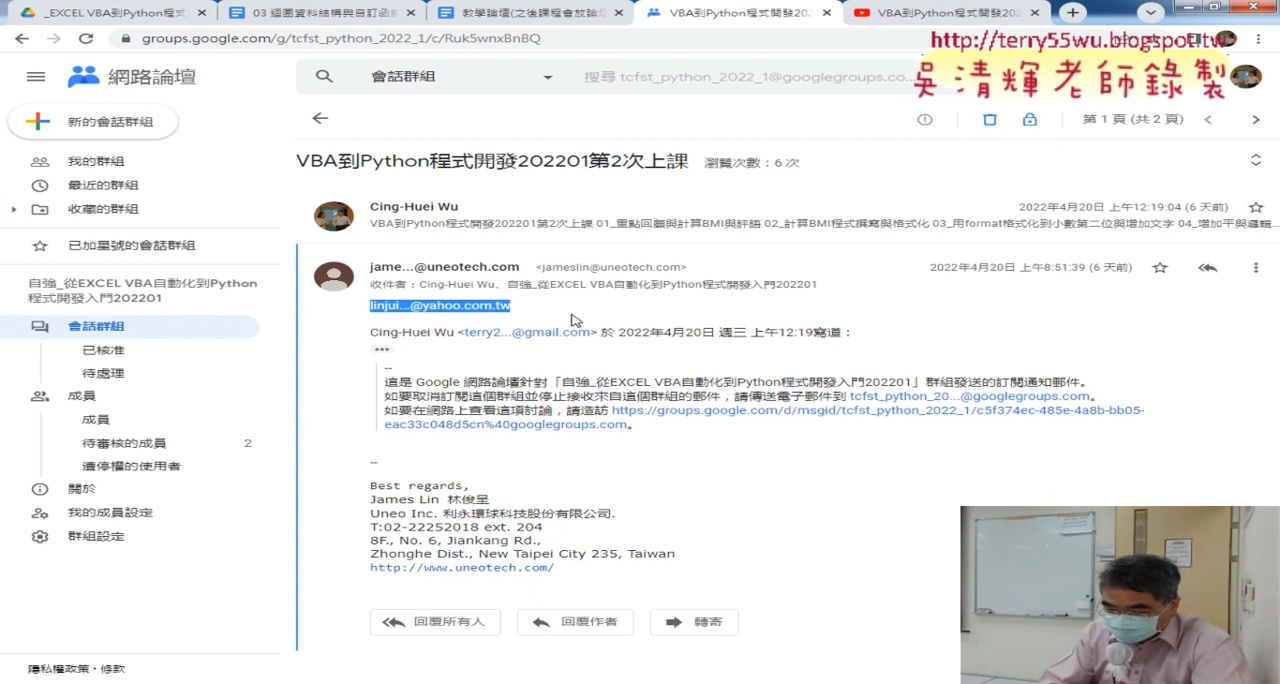 _EXCEL VBA到Python程式
03 迴圈資料結構與自訂函
教學論壇(之後課程會放論
VBA到Python程式開發202
VBA到Python程式開發202
groups.google.com/g/tcfst_python_2022_1/c/Ruk5wnxBnBQ
http://terry55wu.blogspot.tw
吳清輝老師錄製
網路論壇
會話群組
搜尋 tcfst_python_2022_1@googlegroups.co...
新的會話群組
第 1 頁 (共 2 頁)
我的群組
最近的群組
收藏的群組
已加星號的會話群組
自強_從EXCEL VBA自動化到Python程式開發入門202201
會話群組
已核准
待處理
成員
成員
待審核的成員 2
遭停權的使用者
關於
我的成員設定
群組設定
隱私權政策・條款
VBA到Python程式開發202201第2次上課 瀏覽次數：6 次
Cing-Huei Wu 2022年4月20日 上午12:19:04 (6 天前)
VBA到Python程式開發202201第2次上課 01_重點回顧與計算BMI與評語 02_計算BMI程式撰寫與格式化 03_用format格式化到小數第二位與增加文字 04_增加平與邏輯...
jame...@uneotech.com <jameslin@uneotech.com> 2022年4月20日 上午8:51:39 (6 天前)
收件者：Cing-Huei Wu、自強_從EXCEL VBA自動化到Python程式開發入門202201
linjui...@yahoo.com.tw
Cing-Huei Wu <terry2...@gmail.com> 於 2022年4月20日 週三 上午12:19寫道：
--
這是 Google 網路論壇針對「自強_從EXCEL VBA自動化到Python程式開發入門202201」群組發送的訂閱通知郵件。
如要取消訂閱這個群組並停止接收來自這個群組的郵件，請傳送電子郵件到 tcfst_python_20...@googlegroups.com。
如要在網路上查看這項討論，請造訪 https://groups.google.com/d/msgid/tcfst_python_2022_1/c5f374ec-485e-4a8b-bb05-
eac33c048d5cn%40googlegroups.com。
--
Best regards,
James Lin 林俊呈
Uneo Inc. 利永環球科技股份有限公司.
T:02-22252018 ext. 204
8F., No. 6, Jiankang Rd.,
Zhonghe Dist., New Taipei City 235, Taiwan
http://www.uneotech.com/
回覆所有人
回覆作者
轉寄